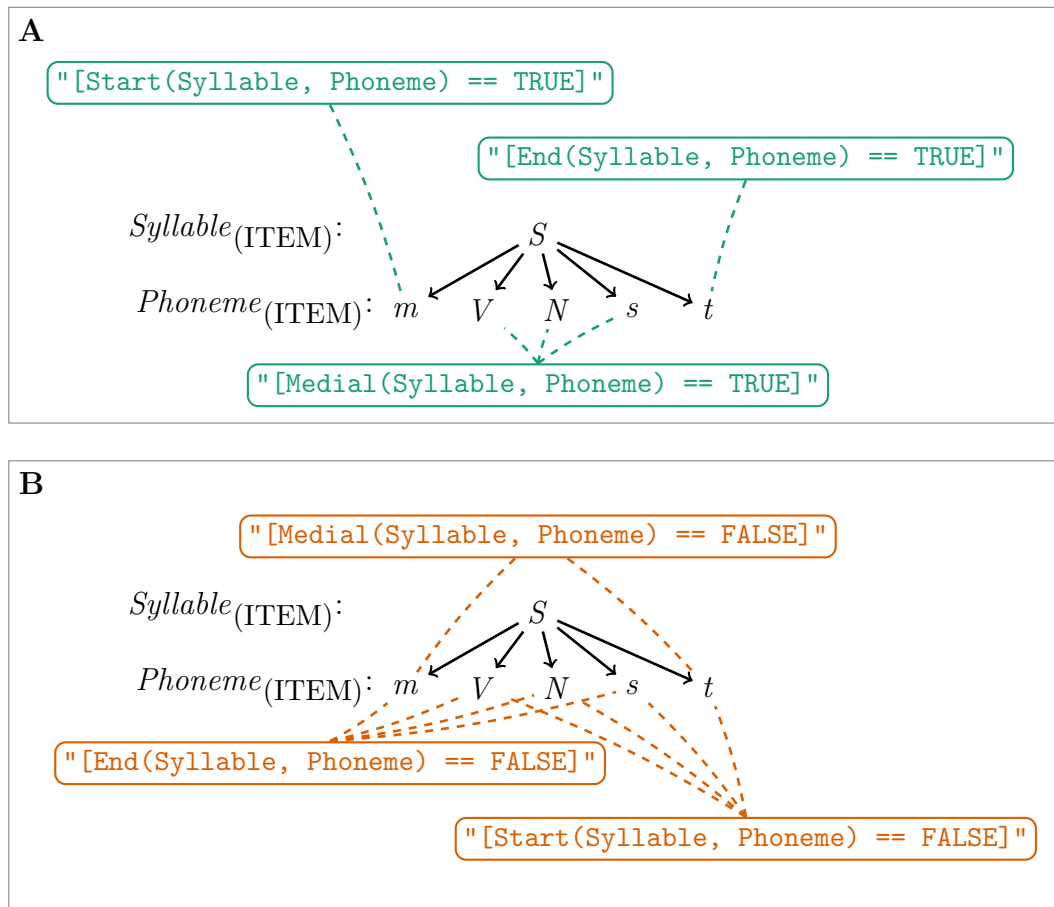 A
"[Start(Syllable, Phoneme) == TRUE]"
"[End(Syllable, Phoneme) == TRUE]"
Syllable(ITEM): S
Phoneme(ITEM): m V N s t
"[Medial(Syllable, Phoneme) == TRUE]"
B
"[Medial(Syllable, Phoneme) == FALSE]"
Syllable(ITEM): S
Phoneme(ITEM): m V N s t
"[End(Syllable, Phoneme) == FALSE]"
"[Start(Syllable, Phoneme) == FALSE]"